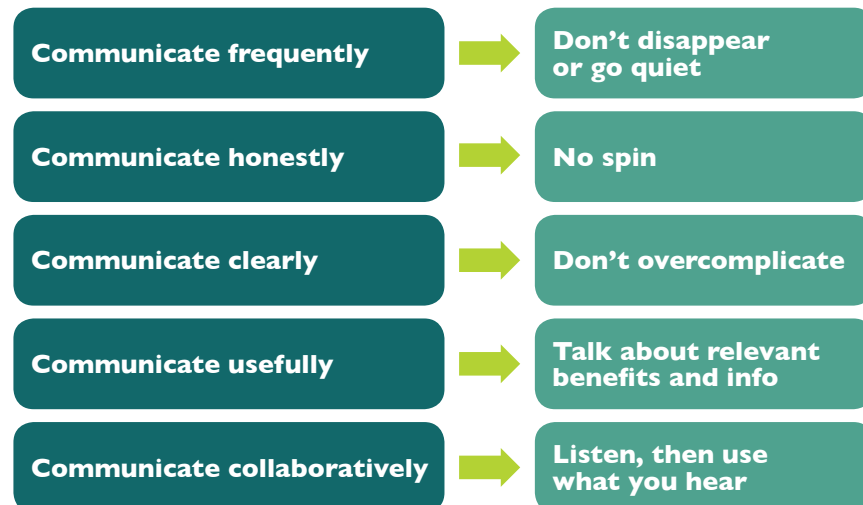 Communicate frequently
Don’t disappear
or go quiet
Communicate honestly
No spin
Communicate clearly
Don’t overcomplicate
Communicate usefully
Talk about relevant
benefits and info
Communicate collaboratively
Listen, then use
what you hear